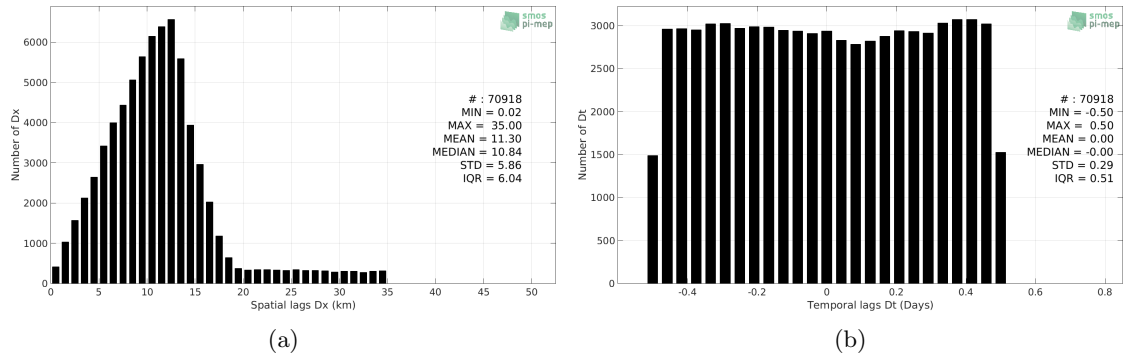 6000
5000
4000
3000
2000
1000
0
Number of Dx
0 5 10 15 20 25 30 35 40 45 50
Spatial lags Dx (km)
smos
pi-mep
# : 70918
MIN = 0.02
MAX = 35.00
MEAN = 11.30
MEDIAN = 10.84
STD = 5.86
IQR = 6.04
(a)
3000
2500
2000
1500
1000
500
0
Number of Dt
-0.4 -0.2 0 0.2 0.4 0.6 0.8
Temporal lags Dt (Days)
smos
pi-mep
# : 70918
MIN = -0.50
MAX = 0.50
MEAN = 0.00
MEDIAN = -0.00
STD = 0.29
IQR = 0.51
(b)